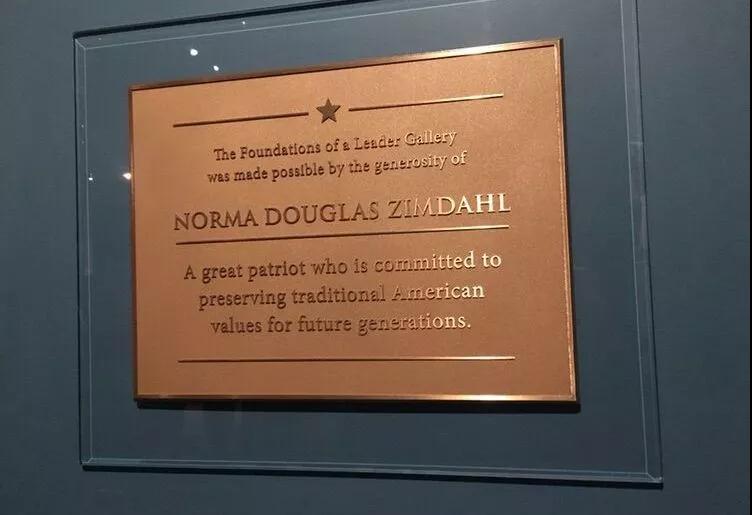 The Foundations of a Leader Gallery
was made possible by the generosity of
NORMA DOUGLAS ZIMDAHL
A great patriot who is committed to
preserving traditional American
values for future generations.